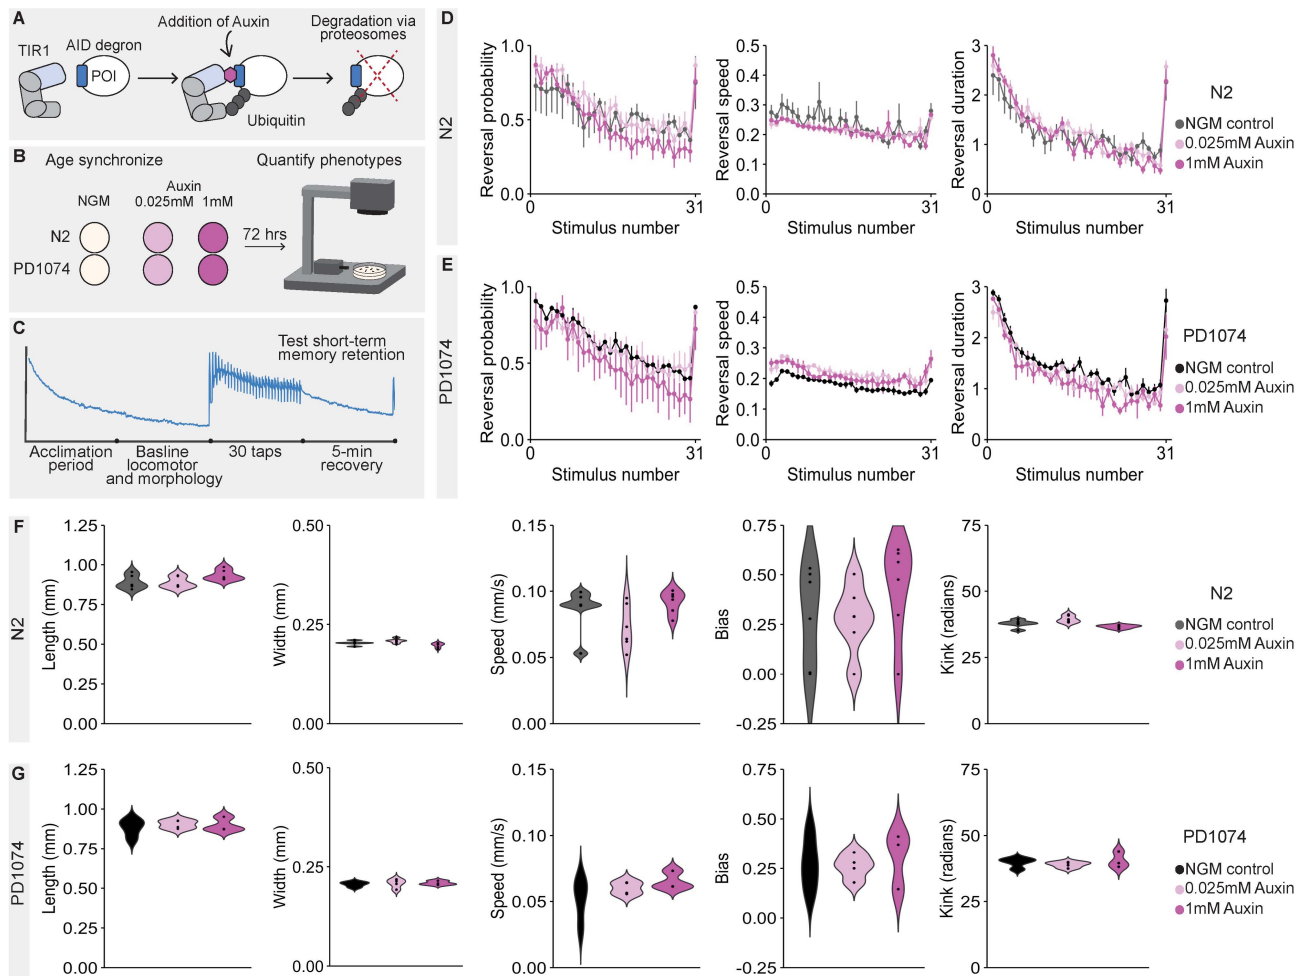 A
TIR1
AID degron
POI
Addition of Auxin
Ubiquitin
Degradation via
proteosomes
B
Age synchronize
Quantify phenotypes
Auxin
NGM
0.025mM
1mM
N2
PD1074
72 hrs
C
Test short-term
memory retention
Acclimation
period
Basline
locomotor
and morphology
30 taps
5-min
recovery
D
N2
Reversal probability
1.0
0.5
0.0
0
31
Stimulus number
Reversal speed
0.5
0.4
0.3
0.2
0.1
0.0
0
31
Stimulus number
Reversal duration
3
2
1
0
0
31
Stimulus number
N2
NGM control
0.025mM Auxin
1mM Auxin
E
PD1074
Reversal probability
1.0
0.5
0.0
0
31
Stimulus number
Reversal speed
0.5
0.4
0.3
0.2
0.1
0.0
0
31
Stimulus number
Reversal duration
3
2
1
0
0
31
Stimulus number
PD1074
NGM control
0.025mM Auxin
1mM Auxin
F
N2
Length (mm)
1.25
1.00
0.75
0.50
0.25
0.00
Width (mm)
0.50
0.25
0.00
Speed (mm/s)
0.15
0.10
0.05
0.00
Bias
0.75
0.50
0.25
0.00
-0.25
Kink (radians)
75
50
25
0
N2
NGM control
0.025mM Auxin
1mM Auxin
G
PD1074
Length (mm)
1.25
1.00
0.75
0.50
0.25
0.00
Width (mm)
0.50
0.25
0.00
Speed (mm/s)
0.15
0.10
0.05
0.00
Bias
0.75
0.50
0.25
0.00
-0.25
Kink (radians)
75
50
25
0
PD1074
NGM control
0.025mM Auxin
1mM Auxin